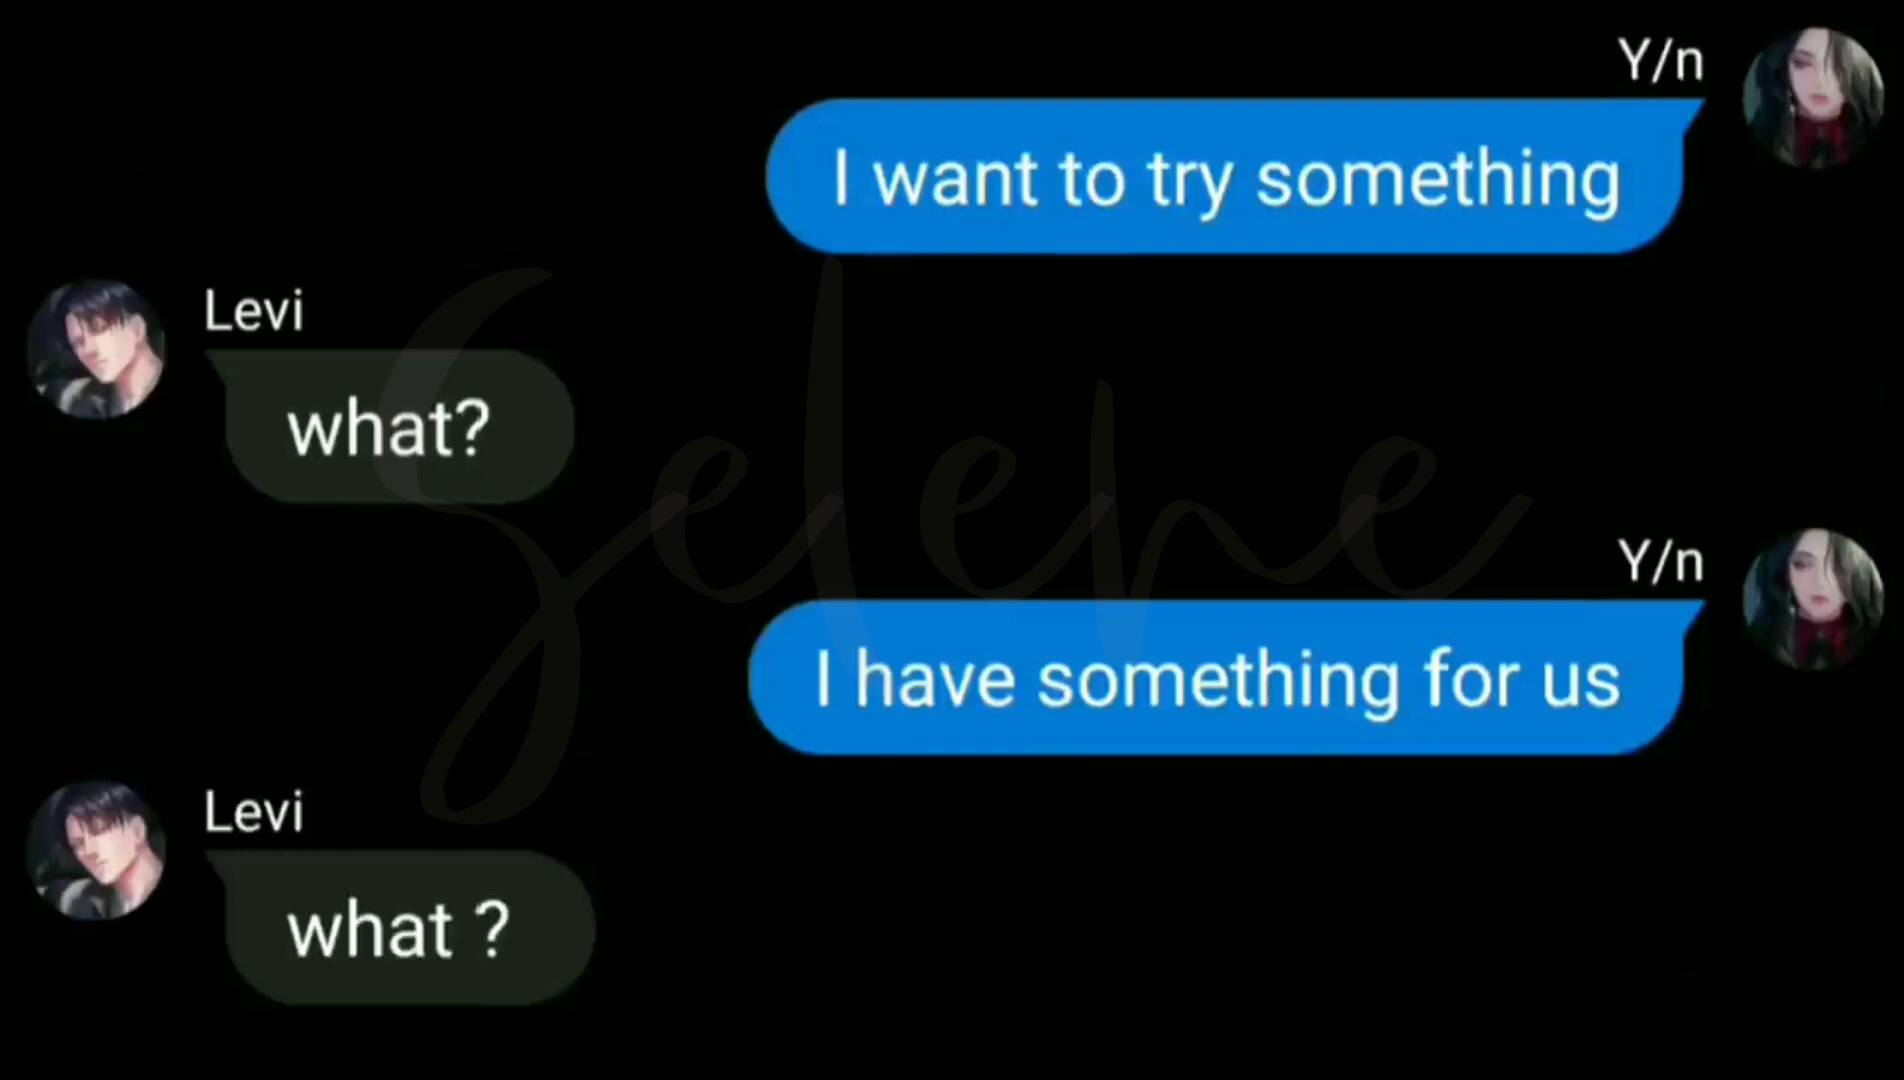 Y/n
I want to try something
Levi
what?
Selene
Y/n
I have something for us
Levi
what ?